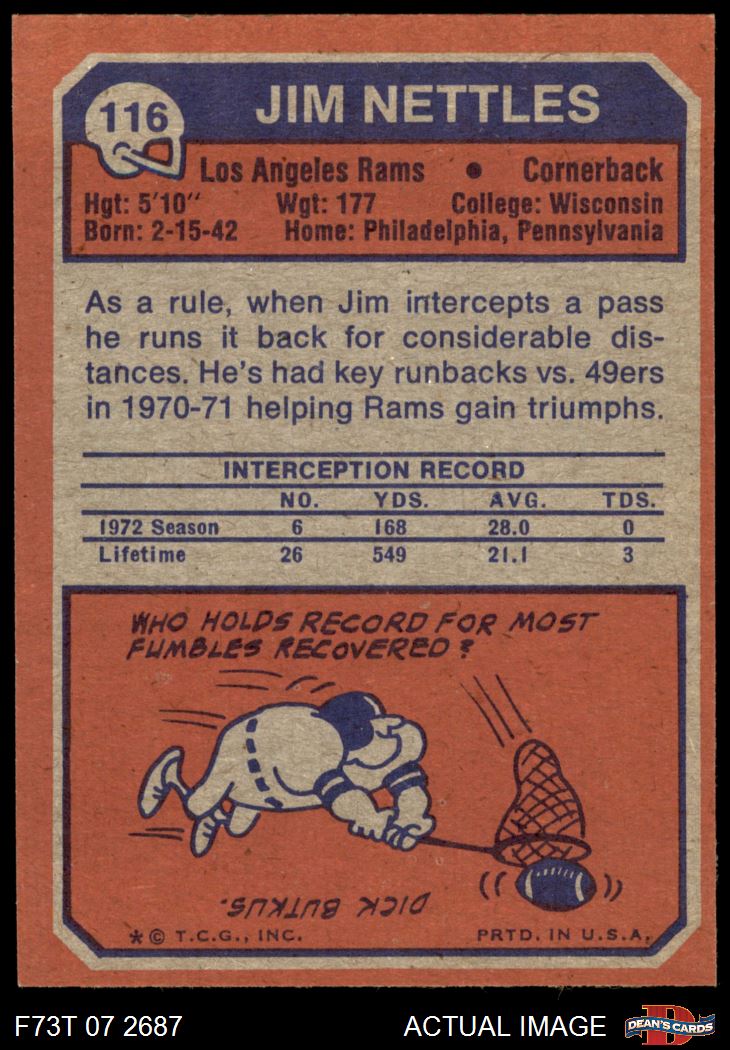 116
JIM NETTLES
Los Angeles Rams • Cornerback
Hgt: 5'10" Wgt: 177 College: Wisconsin
Born: 2-15-42 Home: Philadelphia, Pennsylvania
As a rule, when Jim intercepts a pass
he runs it back for considerable dis-
tances. He's had key runbacks vs. 49ers
in 1970-71 helping Rams gain triumphs.
INTERCEPTION RECORD
NO. YDS. AVG. TDS.
1972 Season 6 168 28.0 0
Lifetime 26 549 21.1 3
WHO HOLDS RECORD FOR MOST
FUMBLES RECOVERED?
DICK BUTKUS.
* © T.C.G., INC. PRTD. IN U.S.A.
F73T 07 2687 ACTUAL IMAGE
D
DEAN'S CARDS